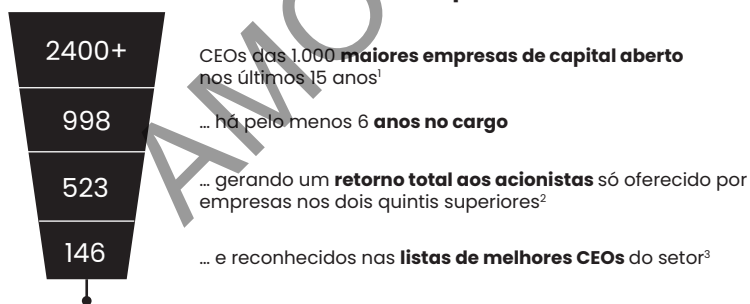 2400+
CEOs das 1.000 maiores empresas de capital aberto
nos últimos 15 anos¹
998
... há pelo menos 6 anos no cargo
523
... gerando um retorno total aos acionistas só oferecido por
empresas nos dois quintis superiores²
146
... e reconhecidos nas listas de melhores CEOs do setor³